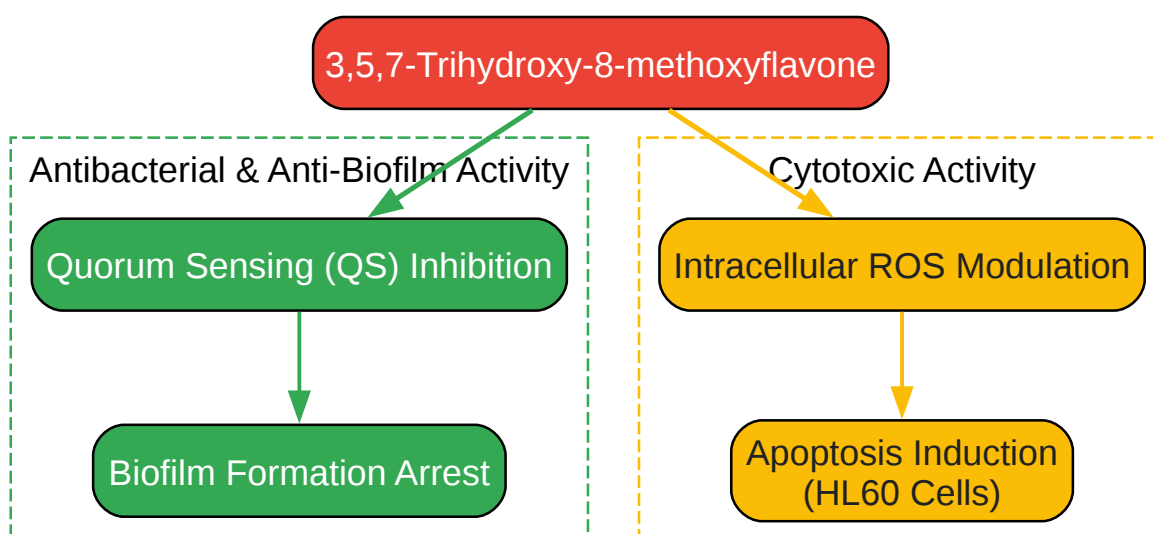 3,5,7-Trihydroxy-8-methoxyflavone
Antibacterial & Anti-Biofilm Activity
Quorum Sensing (QS) Inhibition
Biofilm Formation Arrest
Cytotoxic Activity
Intracellular ROS Modulation
Apoptosis Induction
(HL60 Cells)